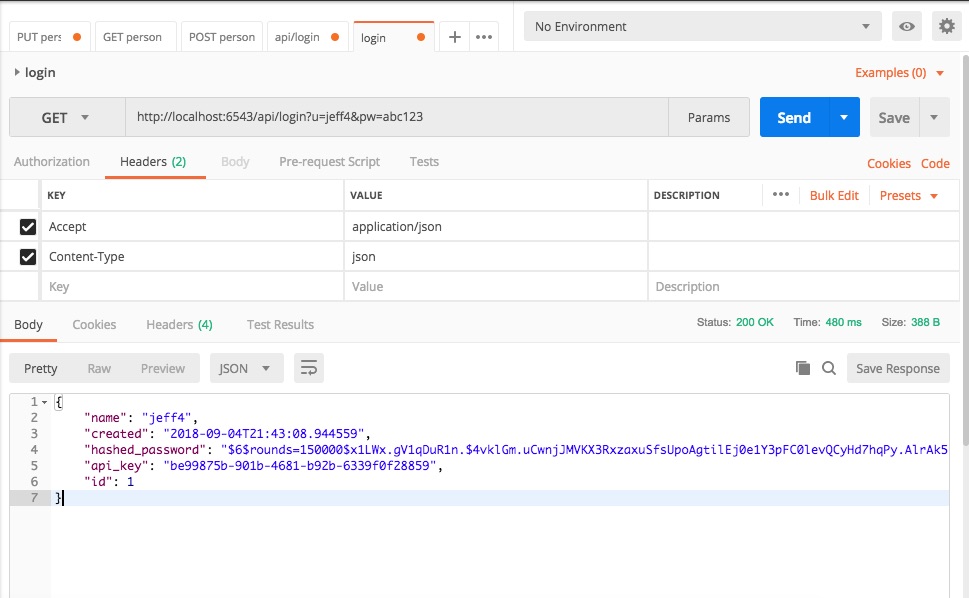 PUT pers GET person POST person api/login login + ••• No Environment
login Examples (0)
GET http://localhost:6543/api/login?u=jeff4&pw=abc123 Params Send Save
Authorization Headers (2) Body Pre-request Script Tests Cookies Code
KEY VALUE DESCRIPTION ••• Bulk Edit Presets
Accept application/json
Content-Type json
Key Value Description
Body Cookies Headers (4) Test Results Status: 200 OK Time: 480 ms Size: 388 B
Pretty Raw Preview JSON Save Response
1 {
2 "name": "jeff4",
3 "created": "2018-09-04T21:43:08.944559",
4 "hashed_password": "$6$rounds=150000$x1LWx.gV1qDuR1n.$4vklGm.uCwnjJMVKX3RxzaxuSfsUpoAgtilEj0e1Y3pFC0levQCyHd7hqPy.AlrAk5
5 "api_key": "be99875b-901b-4681-b92b-6339f0f28859",
6 "id": 1
7 }